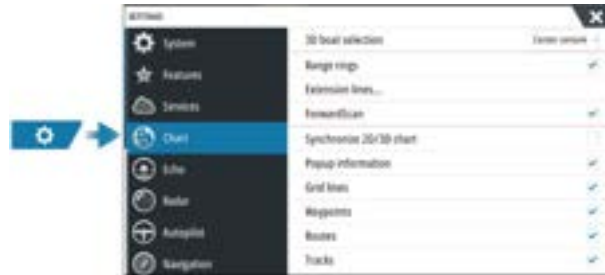 SETTINGS
System
Features
Services
Chart
Echo
Radar
Autopilot
Navigation
3D boat selection
Range rings
Extension lines...
ForwardScan
Synchronize 2D/3D chart
Popup information
Grid lines
Waypoints
Routes
Tracks